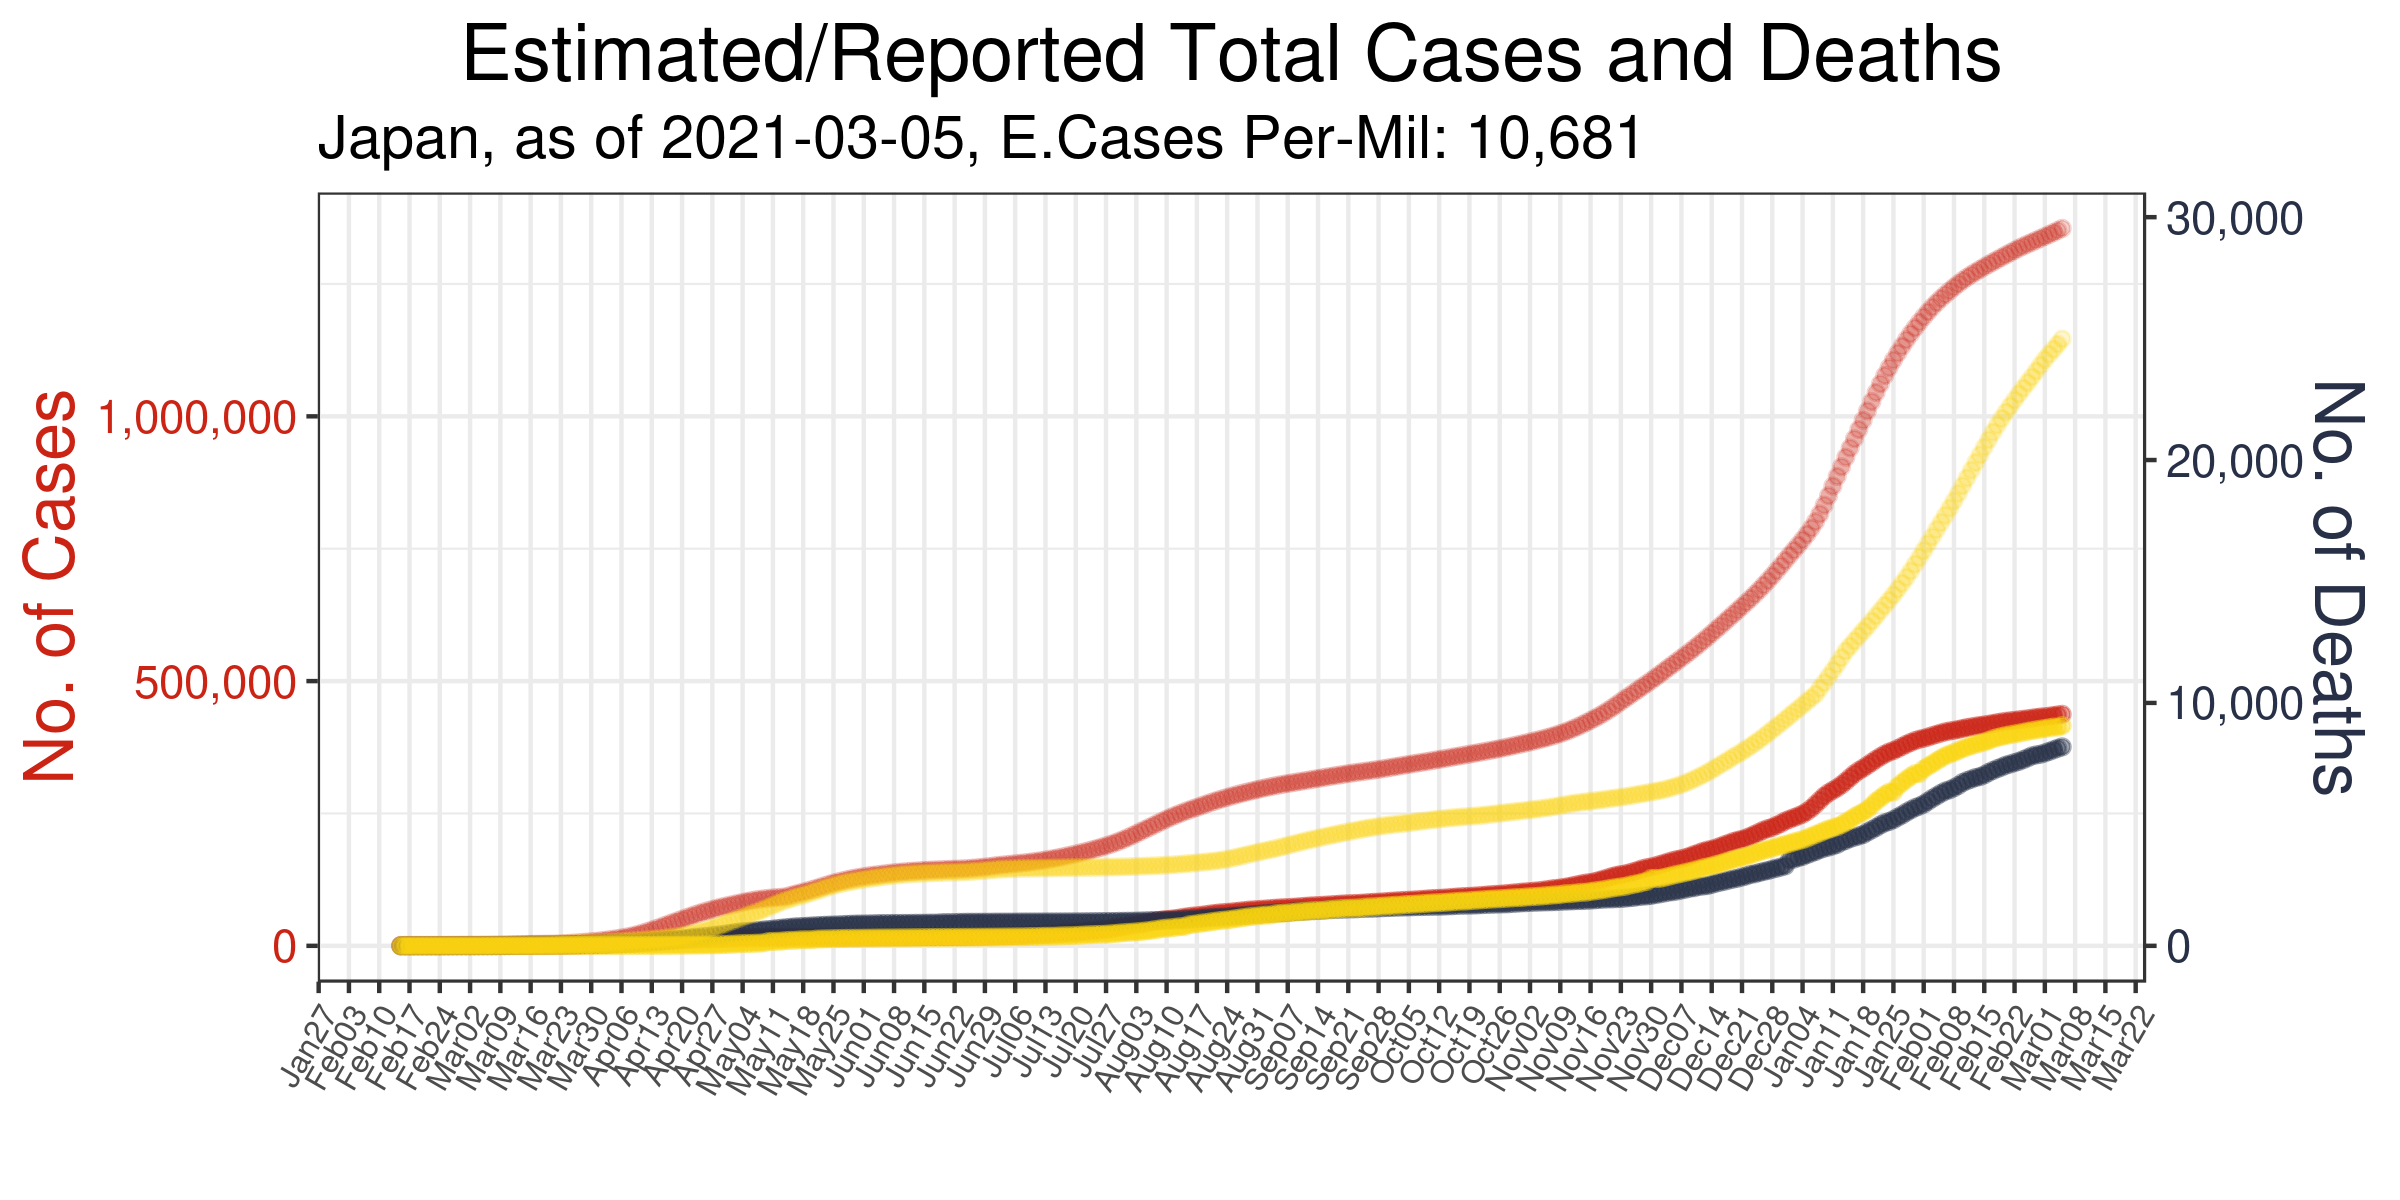 Estimated/Reported Total Cases and Deaths
Japan, as of 2021-03-05, E.Cases Per-Mil: 10,681
No. of Cases
1,000,000
500,000
0
30,000
20,000
10,000
0
No. of Deaths
Jan27
Feb03
Feb10
Feb17
Feb24
Mar02
Mar09
Mar16
Mar23
Mar30
Apr06
Apr13
Apr20
Apr27
May04
May11
May18
May25
Jun01
Jun08
Jun15
Jun22
Jun29
Jul06
Jul13
Jul20
Jul27
Aug03
Aug10
Aug17
Aug24
Aug31
Sep07
Sep14
Sep21
Sep28
Oct05
Oct12
Oct19
Oct26
Nov02
Nov09
Nov16
Nov23
Nov30
Dec07
Dec14
Dec21
Dec28
Jan04
Jan11
Jan18
Jan25
Feb01
Feb08
Feb15
Feb22
Mar01
Mar08
Mar15
Mar22